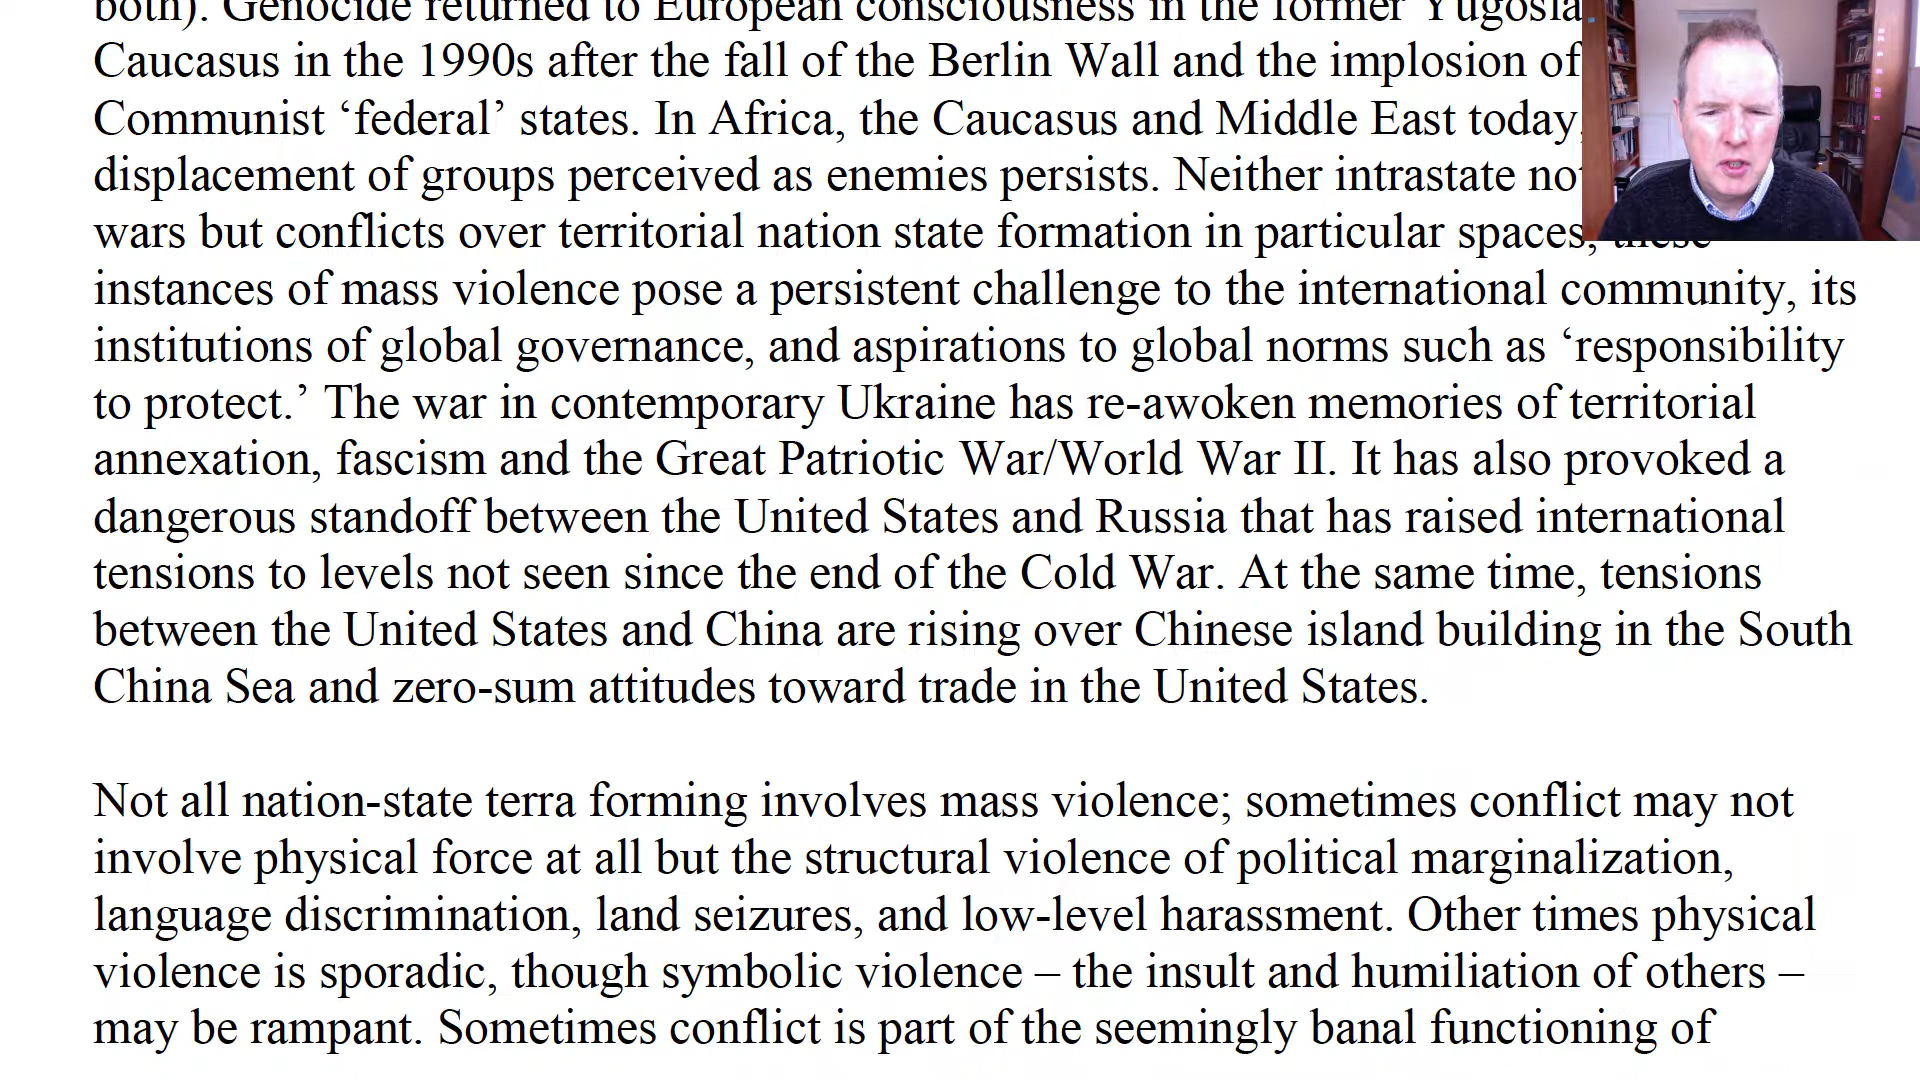 both). Genocide returned to European consciousness in the former
Caucasus in the 1990s after the fall of the Berlin Wall and the implosion of
Communist ‘federal’ states. In Africa, the Caucasus and Middle East today,
displacement of groups perceived as enemies persists. Neither intrastate
wars but conflicts over territorial nation state formation in particular spaces, these
instances of mass violence pose a persistent challenge to the international community, its
institutions of global governance, and aspirations to global norms such as ‘responsibility
to protect.’ The war in contemporary Ukraine has re-awoken memories of territorial
annexation, fascism and the Great Patriotic War/World War II. It has also provoked a
dangerous standoff between the United States and Russia that has raised international
tensions to levels not seen since the end of the Cold War. At the same time, tensions
between the United States and China are rising over Chinese island building in the South
China Sea and zero-sum attitudes toward trade in the United States.
Not all nation-state terra forming involves mass violence; sometimes conflict may not
involve physical force at all but the structural violence of political marginalization,
language discrimination, land seizures, and low-level harassment. Other times physical
violence is sporadic, though symbolic violence – the insult and humiliation of others –
may be rampant. Sometimes conflict is part of the seemingly banal functioning of